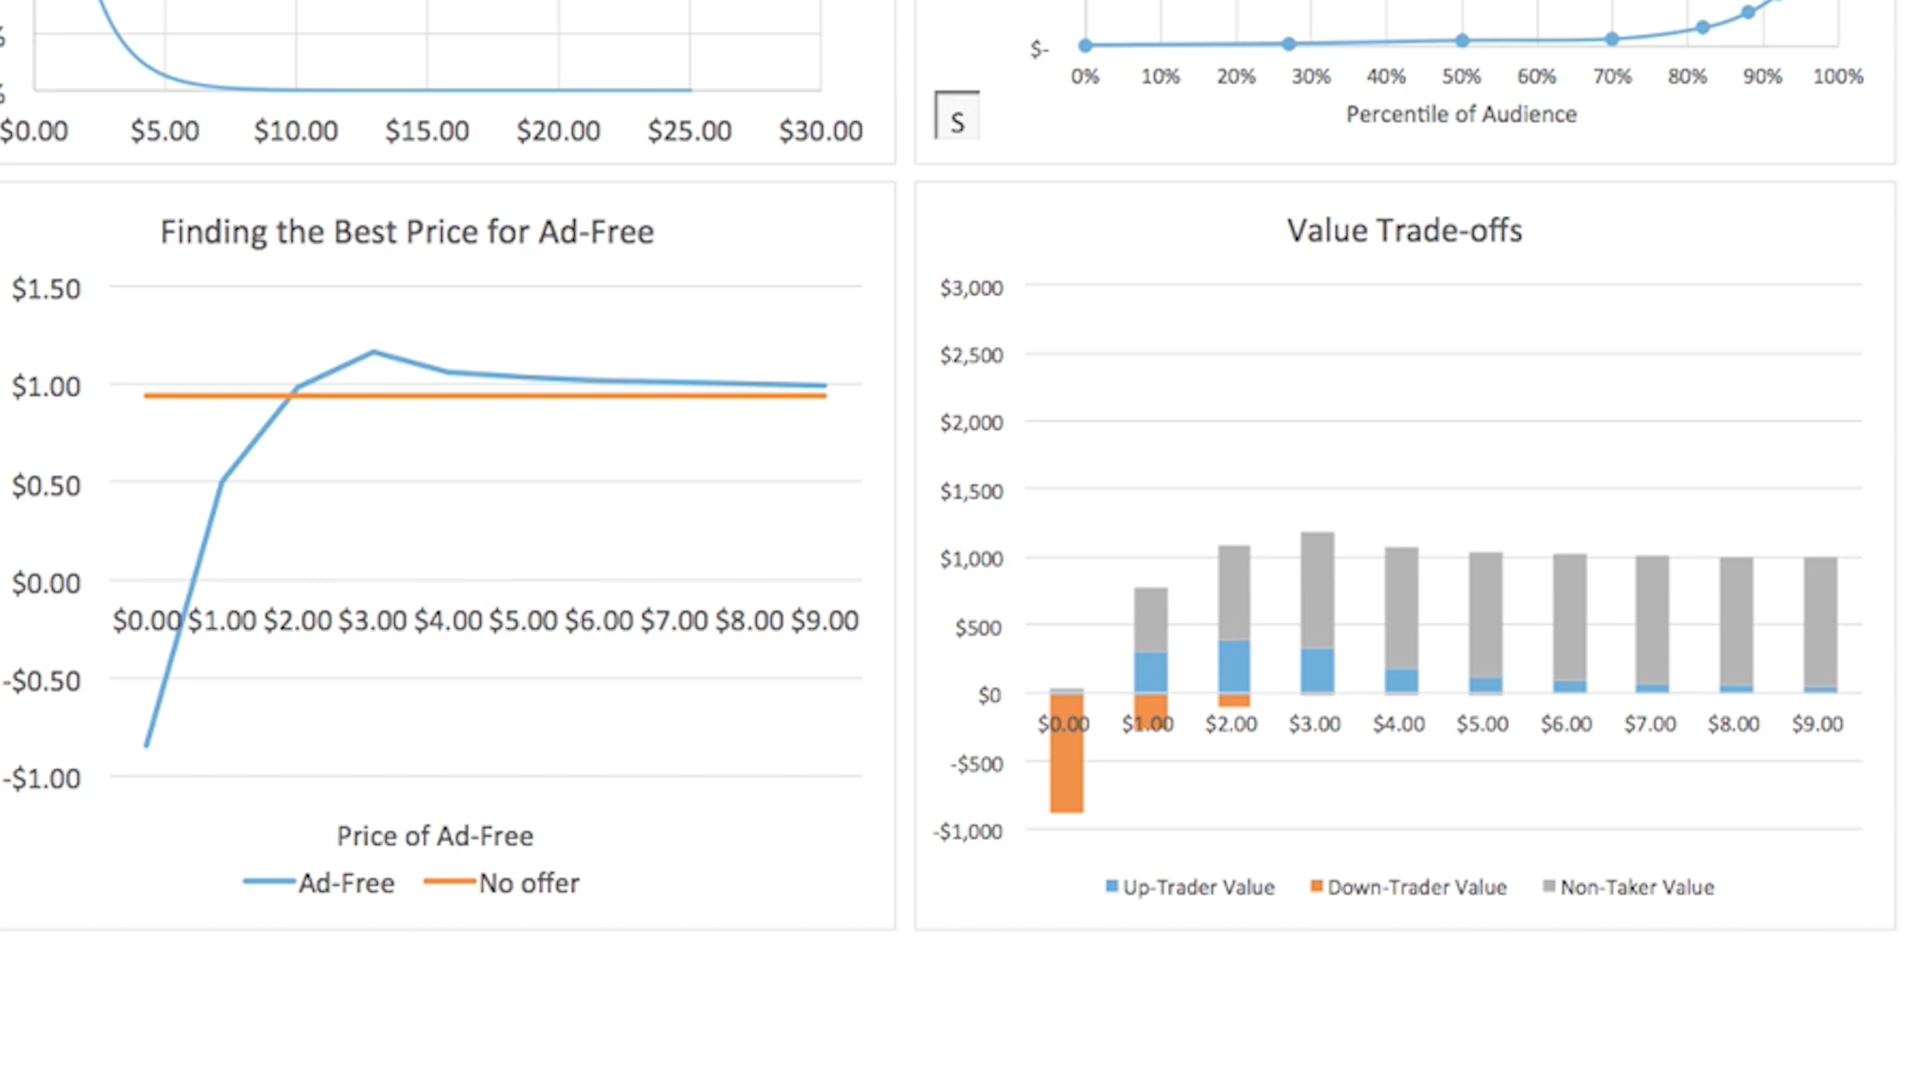 %
%
$0.00 $5.00 $10.00 $15.00 $20.00 $25.00 $30.00
$-
0% 10% 20% 30% 40% 50% 60% 70% 80% 90% 100%
Percentile of Audience
S
Finding the Best Price for Ad-Free
$1.50
$1.00
$0.50
$0.00
$0.00 $1.00 $2.00 $3.00 $4.00 $5.00 $6.00 $7.00 $8.00 $9.00
-$0.50
-$1.00
Price of Ad-Free
Ad-Free No offer
Value Trade-offs
$3,000
$2,500
$2,000
$1,500
$1,000
$500
$0
$0.00 $1.00 $2.00 $3.00 $4.00 $5.00 $6.00 $7.00 $8.00 $9.00
-$500
-$1,000
Up-Trader Value Down-Trader Value Non-Taker Value